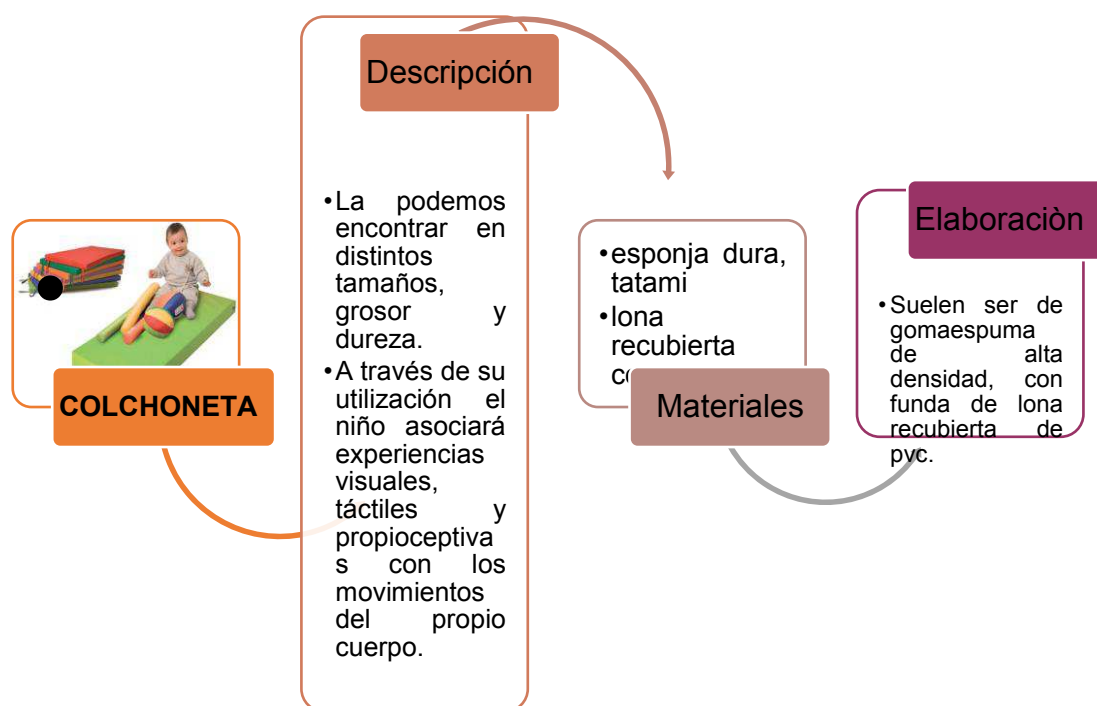 COLCHONETA
Descripción
•La podemos
encontrar en
distintos
tamaños,
grosor y
dureza.
•A través de su
utilización el
niño asociará
experiencias
visuales,
táctiles y
propioceptiva
s con los
movimientos
del propio
cuerpo.
•esponja dura,
tatami
•lona
recubierta
Materiales
Elaboraciòn
•Suelen ser de
gomaespuma
de alta
densidad, con
funda de lona
recubierta de
pvc.